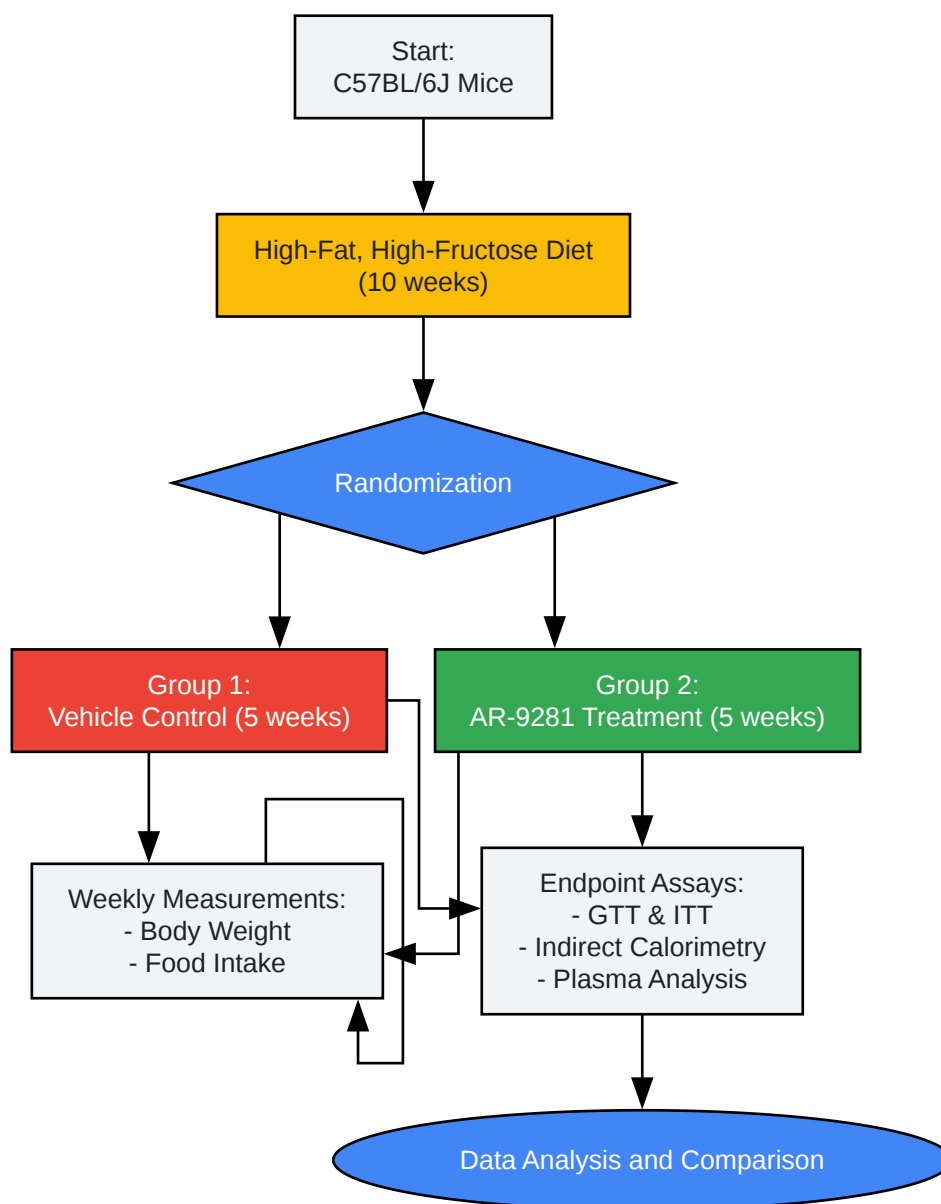 Start:
C57BL/6J Mice
High-Fat, High-Fructose Diet
(10 weeks)
Randomization
Group 1:
Vehicle Control (5 weeks)
Group 2:
AR-9281 Treatment (5 weeks)
Weekly Measurements:
- Body Weight
- Food Intake
Endpoint Assays:
- GTT & ITT
- Indirect Calorimetry
- Plasma Analysis
Data Analysis and Comparison